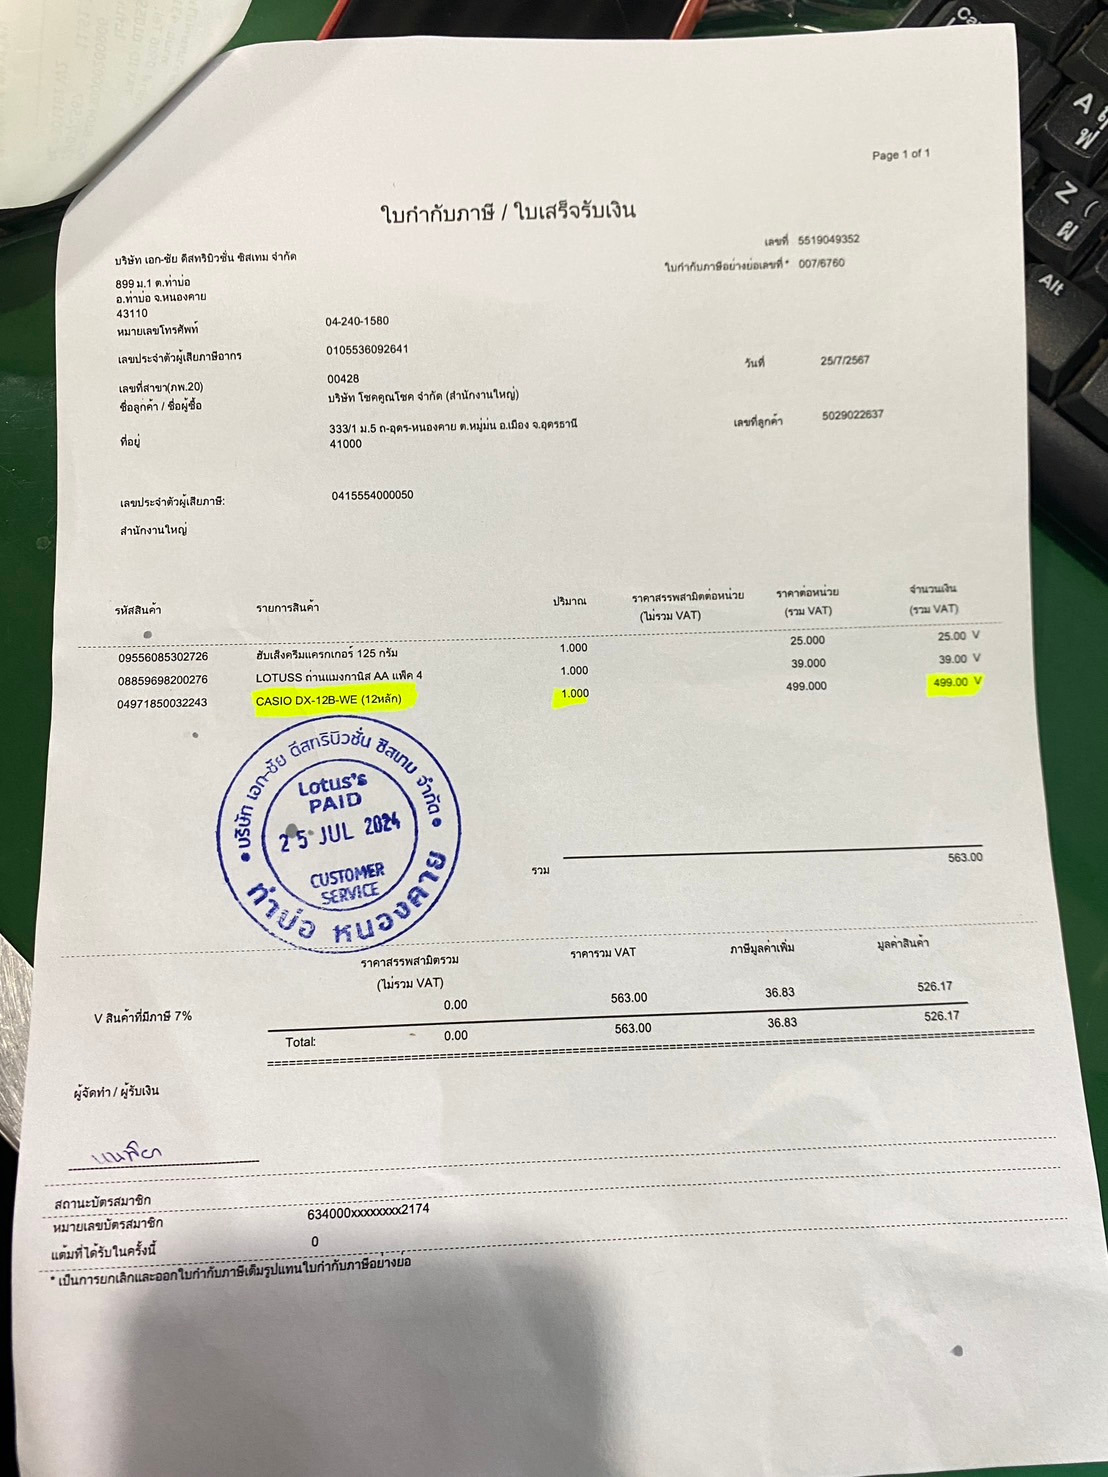 Page 1 of 1
ใบกำกับภาษี / ใบเสร็จรับเงิน
เลขที่ 5519049352
บริษัท เอก-ชัย ดีสทริบิวชั่น ซิสเทม จำกัด
ใบกำกับภาษีอย่างย่อเลขที่ * 007/6760
899 ม.1 ต.ท่าบ่อ
อ.ท่าบ่อ จ.หนองคาย
43110
หมายเลขโทรศัพท์ 04-240-1580
เลขประจำตัวผู้เสียภาษีอากร 0105536092641
วันที่ 25/7/2567
เลขที่สาขา(ภพ.20) 00428
ชื่อลูกค้า / ชื่อผู้ซื้อ บริษัท โชคคูณโชค จำกัด (สำนักงานใหญ่)
เลขที่ลูกค้า 5029022637
ที่อยู่ 333/1 ม.5 ถ-อุดร-หนองคาย ต.หมู่ม่น อ.เมือง จ.อุดรธานี
41000
เลขประจำตัวผู้เสียภาษี: 0415554000050
สำนักงานใหญ่
รหัสสินค้า รายการสินค้า ปริมาณ ราคาสรรพสามิตต่อหน่วย ราคาต่อหน่วย จำนวนเงิน
(ไม่รวม VAT) (รวม VAT) (รวม VAT)
09556085302726 ฮับเส็งครีมแครกเกอร์ 125 กรัม 1.000 25.000 25.00 V
08859698200276 LOTUSS ถ่านแมงกานิส AA แพ็ค 4 1.000 39.000 39.00 V
04971850032243 CASIO DX-12B-WE (12หลัก) 1.000 499.000 499.00 V
บริษัท เอก-ชัย ดีสทริบิวชั่น ซิสเทม จำกัด
Lotus's
PAID
25 JUL 2024
CUSTOMER
SERVICE
ท่าบ่อ หนองคาย
รวม 563.00
ราคาสรรพสามิตรวม ราคารวม VAT ภาษีมูลค่าเพิ่ม มูลค่าสินค้า
(ไม่รวม VAT)
V สินค้าที่มีภาษี 7% 0.00 563.00 36.83 526.17
Total: 0.00 563.00 36.83 526.17
ผู้จัดทำ / ผู้รับเงิน
สถานะบัตรสมาชิก
หมายเลขบัตรสมาชิก 634000xxxxxxxx2174
แต้มที่ได้รับในครั้งนี้ 0
* เป็นการยกเลิกและออกใบกำกับภาษีเต็มรูปแทนใบกำกับภาษีอย่างย่อ
A
ฟ
Z (
ผ
Alt